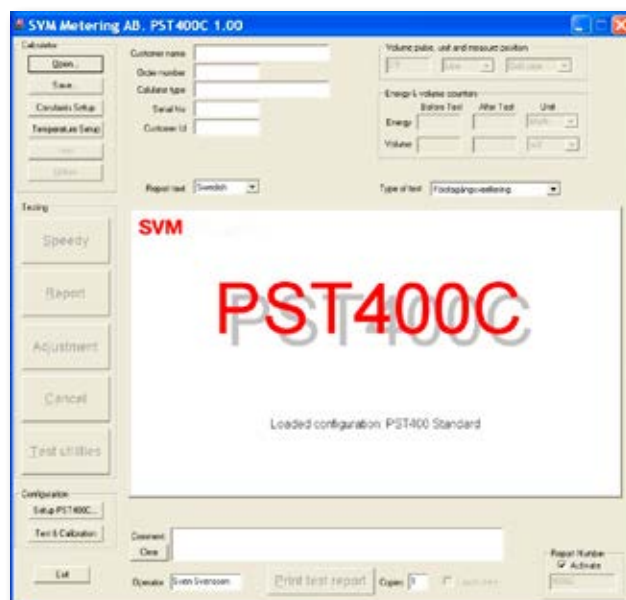 SVM Metering AB. PST400C 1.00
Calculator
Open...
Save...
Constants Setup
Temperature Setup
Customer name
Order number
Calulator type
Serial No
Customer Id
Volume pulse, unit and measure position
Energy & volume counters
Before Test After Test Unit
Energy
Volume
Report text Swedish
Type of test
Testing
Speedy
Report
Adjustment
Cancel
Test utilities
SVM
PST400C
Loaded configuration: PST400 Standard
Configuration
Setup PST400C...
Test & Calibration
Exit
Comment
Clear
Operator Sven Svensson
Print test report
Copies 1
Report Number
Activate